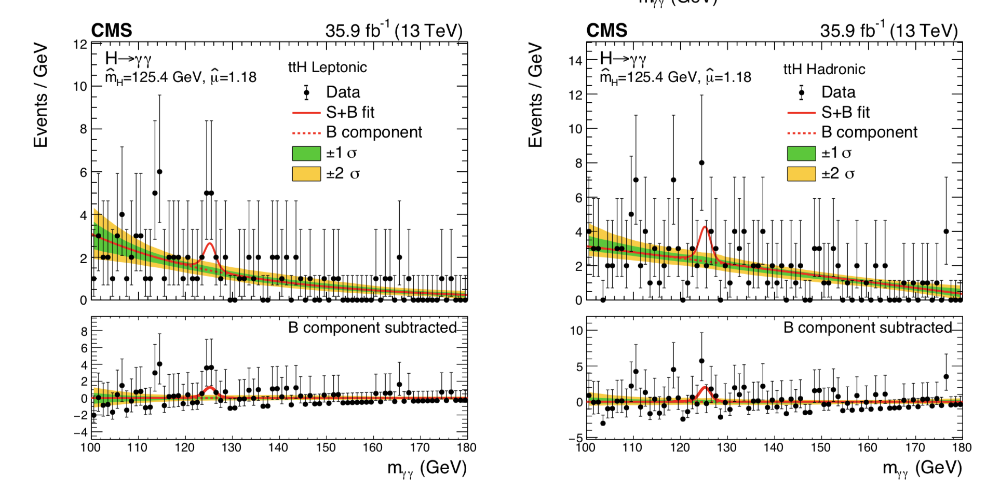 m_γγ (GeV)
CMS
35.9 fb⁻¹ (13 TeV)
Events / GeV
H→γγ
m̂_H=125.4 GeV, μ̂=1.18
ttH Leptonic
Data
S+B fit
B component
±1 σ
±2 σ
12
10
8
6
4
2
0
B component subtracted
8
6
4
2
0
−2
−4
100 110 120 130 140 150 160 170 180
m_γγ (GeV)
CMS
35.9 fb⁻¹ (13 TeV)
Events / GeV
H→γγ
m̂_H=125.4 GeV, μ̂=1.18
ttH Hadronic
Data
S+B fit
B component
±1 σ
±2 σ
14
12
10
8
6
4
2
0
B component subtracted
10
5
0
−5
100 110 120 130 140 150 160 170 180
m_γγ (GeV)